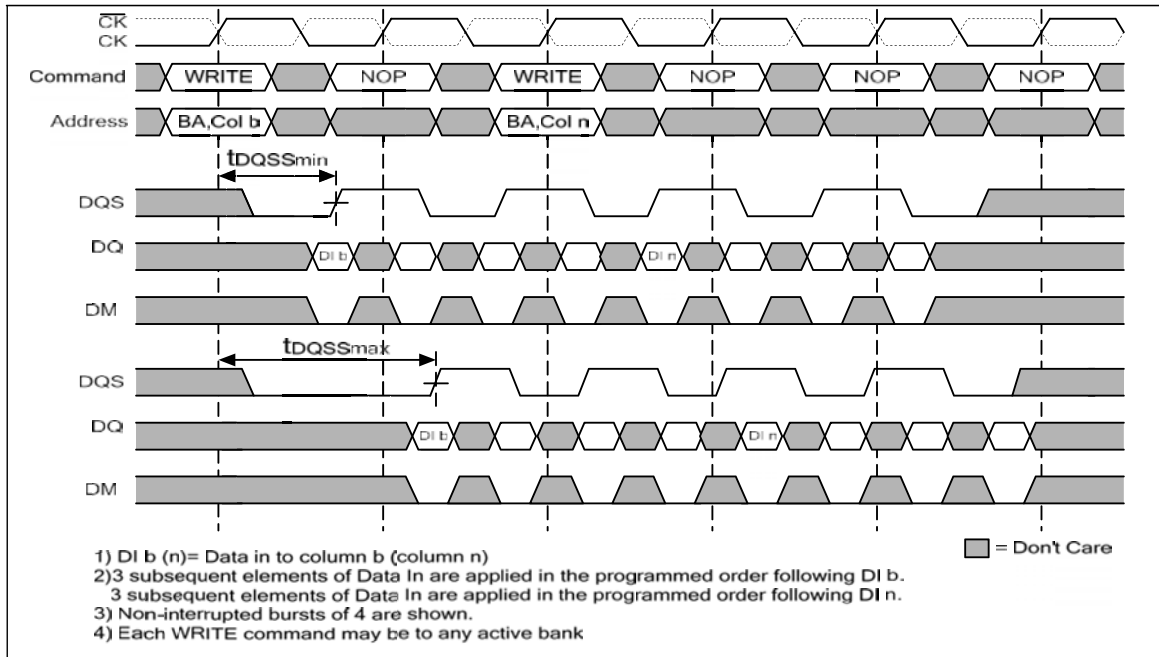 CK
CK
Command WRITE NOP WRITE NOP NOP NOP
Address BA,Col b BA,Col n
tDQSSmin
DQS
DQ DI b DI n
DM
tDQSSmax
DQS
DQ DI b DI n
DM
1) DI b (n)= Data in to column b (column n)
2)3 subsequent elements of Data In are applied in the programmed order following DI b.
3 subsequent elements of Data In are applied in the programmed order following DI n.
3) Non-interrupted bursts of 4 are shown.
4) Each WRITE command may be to any active bank
= Don't Care